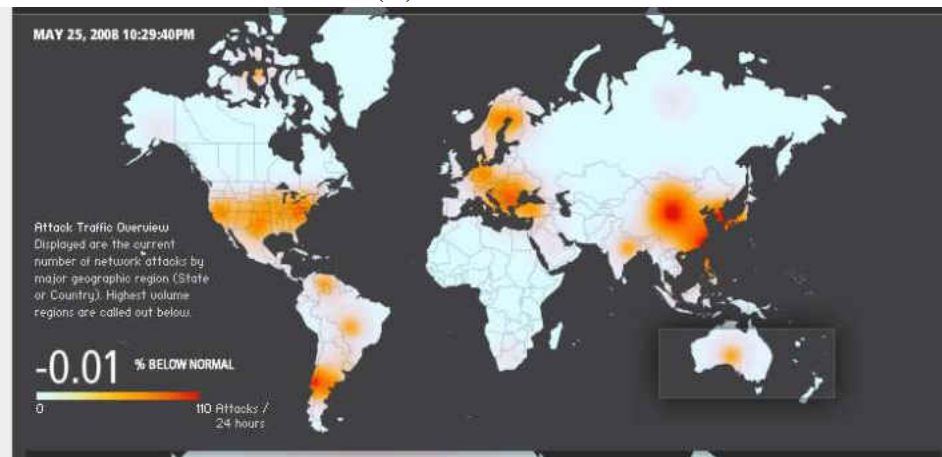 MAY 25, 2008 10:29:40PM
Attack Traffic Overview
Displayed are the current
number of network attacks by
major geographic region (State
or Country). Highest volume
regions are called out below.
-0.01 % BELOW NORMAL
0 110 Attacks /
24 hours